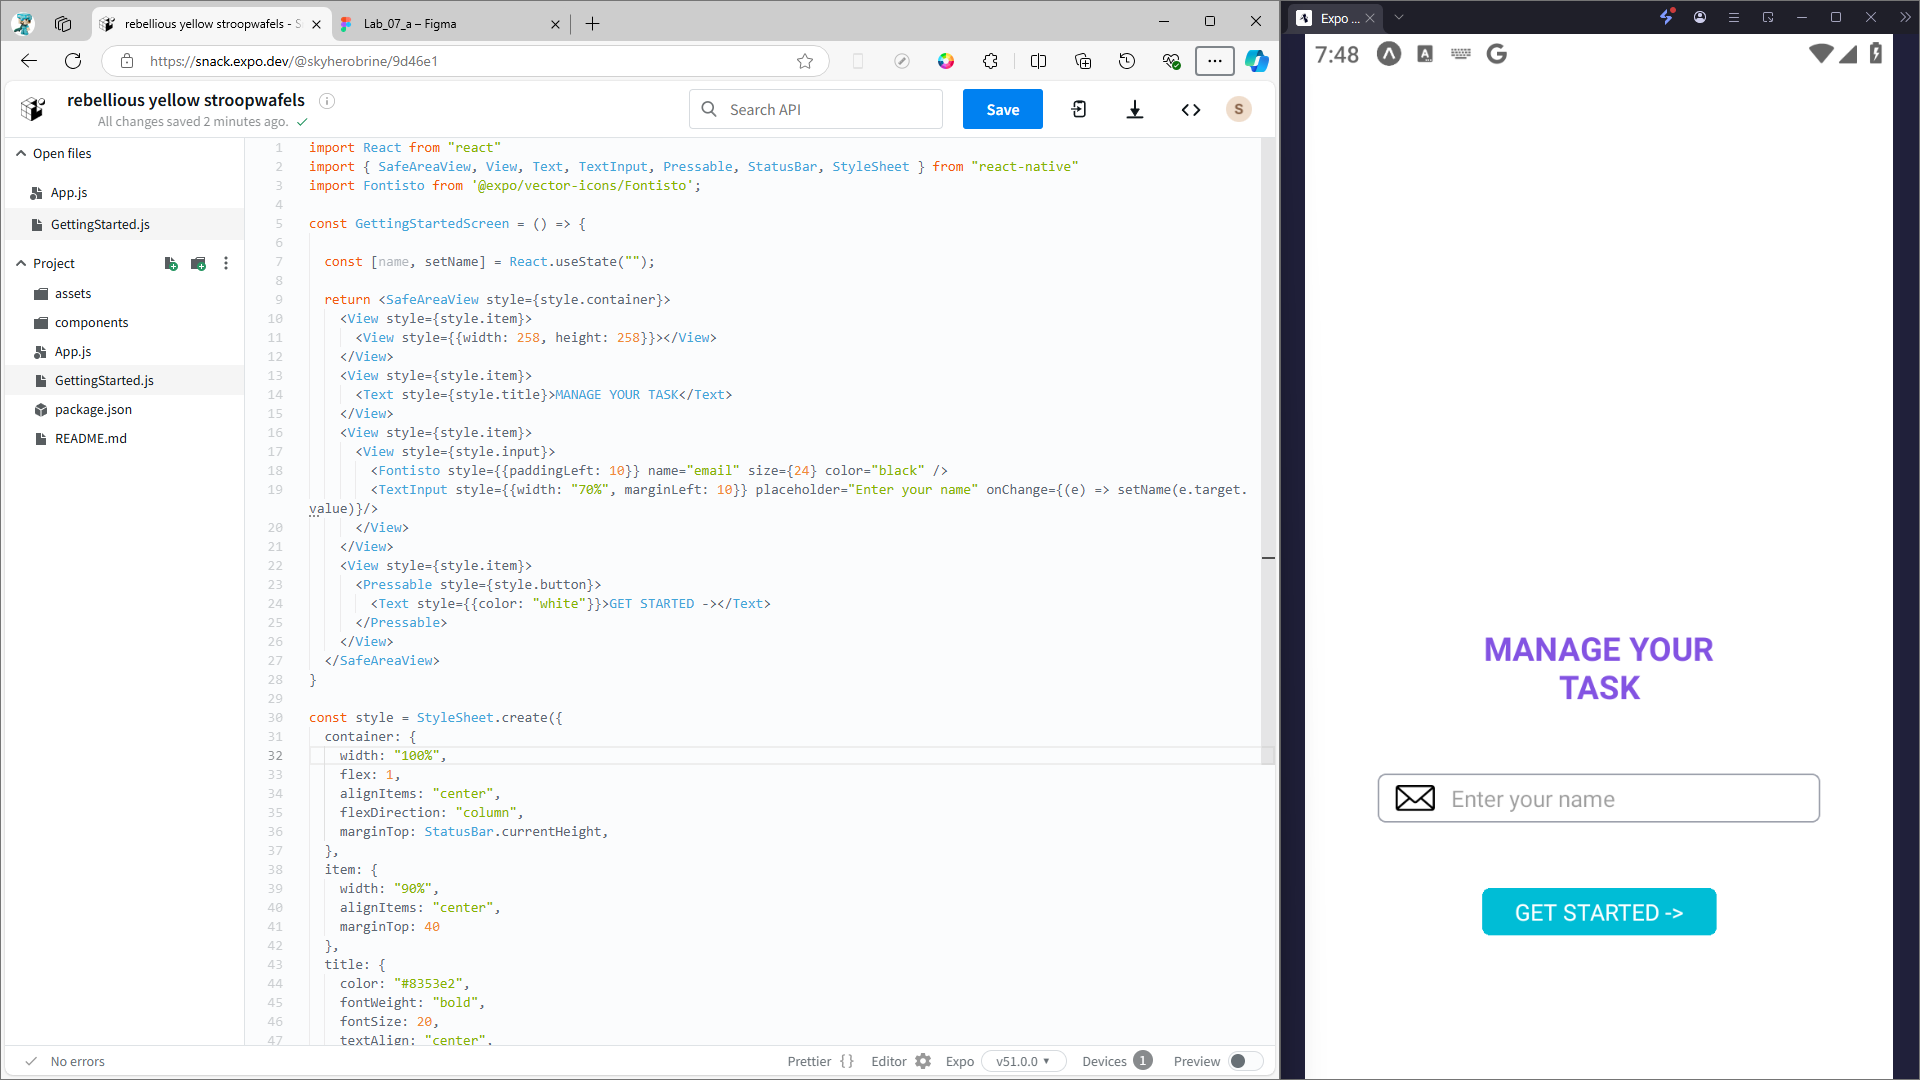 rebellious yellow stroopwafels - S
Lab_07_a – Figma
https://snack.expo.dev/@skyherobrine/9d46e1
rebellious yellow stroopwafels
All changes saved 2 minutes ago.
Search API
Save
S
Open files
App.js
GettingStarted.js
Project
assets
components
App.js
GettingStarted.js
package.json
README.md
1 import React from "react"
2 import { SafeAreaView, View, Text, TextInput, Pressable, StatusBar, StyleSheet } from "react-native"
3 import Fontisto from '@expo/vector-icons/Fontisto';
4
5 const GettingStartedScreen = () => {
6
7 const [name, setName] = React.useState("");
8
9 return <SafeAreaView style={style.container}>
10 <View style={style.item}>
11 <View style={{width: 258, height: 258}}></View>
12 </View>
13 <View style={style.item}>
14 <Text style={style.title}>MANAGE YOUR TASK</Text>
15 </View>
16 <View style={style.item}>
17 <View style={style.input}>
18 <Fontisto style={{paddingLeft: 10}} name="email" size={24} color="black" />
19 <TextInput style={{width: "70%", marginLeft: 10}} placeholder="Enter your name" onChange={(e) => setName(e.target.
value)}/>
20 </View>
21 </View>
22 <View style={style.item}>
23 <Pressable style={style.button}>
24 <Text style={{color: "white"}}>GET STARTED -></Text>
25 </Pressable>
26 </View>
27 </SafeAreaView>
28 }
29
30 const style = StyleSheet.create({
31 container: {
32 width: "100%",
33 flex: 1,
34 alignItems: "center",
35 flexDirection: "column",
36 marginTop: StatusBar.currentHeight,
37 },
38 item: {
39 width: "90%",
40 alignItems: "center",
41 marginTop: 40
42 },
43 title: {
44 color: "#8353e2",
45 fontWeight: "bold",
46 fontSize: 20,
47 textAlign: "center",
No errors
Prettier {}
Editor
Expo
v51.0.0
Devices 1
Preview
Expo ...
7:48
A
G
MANAGE YOUR
TASK
Enter your name
GET STARTED ->